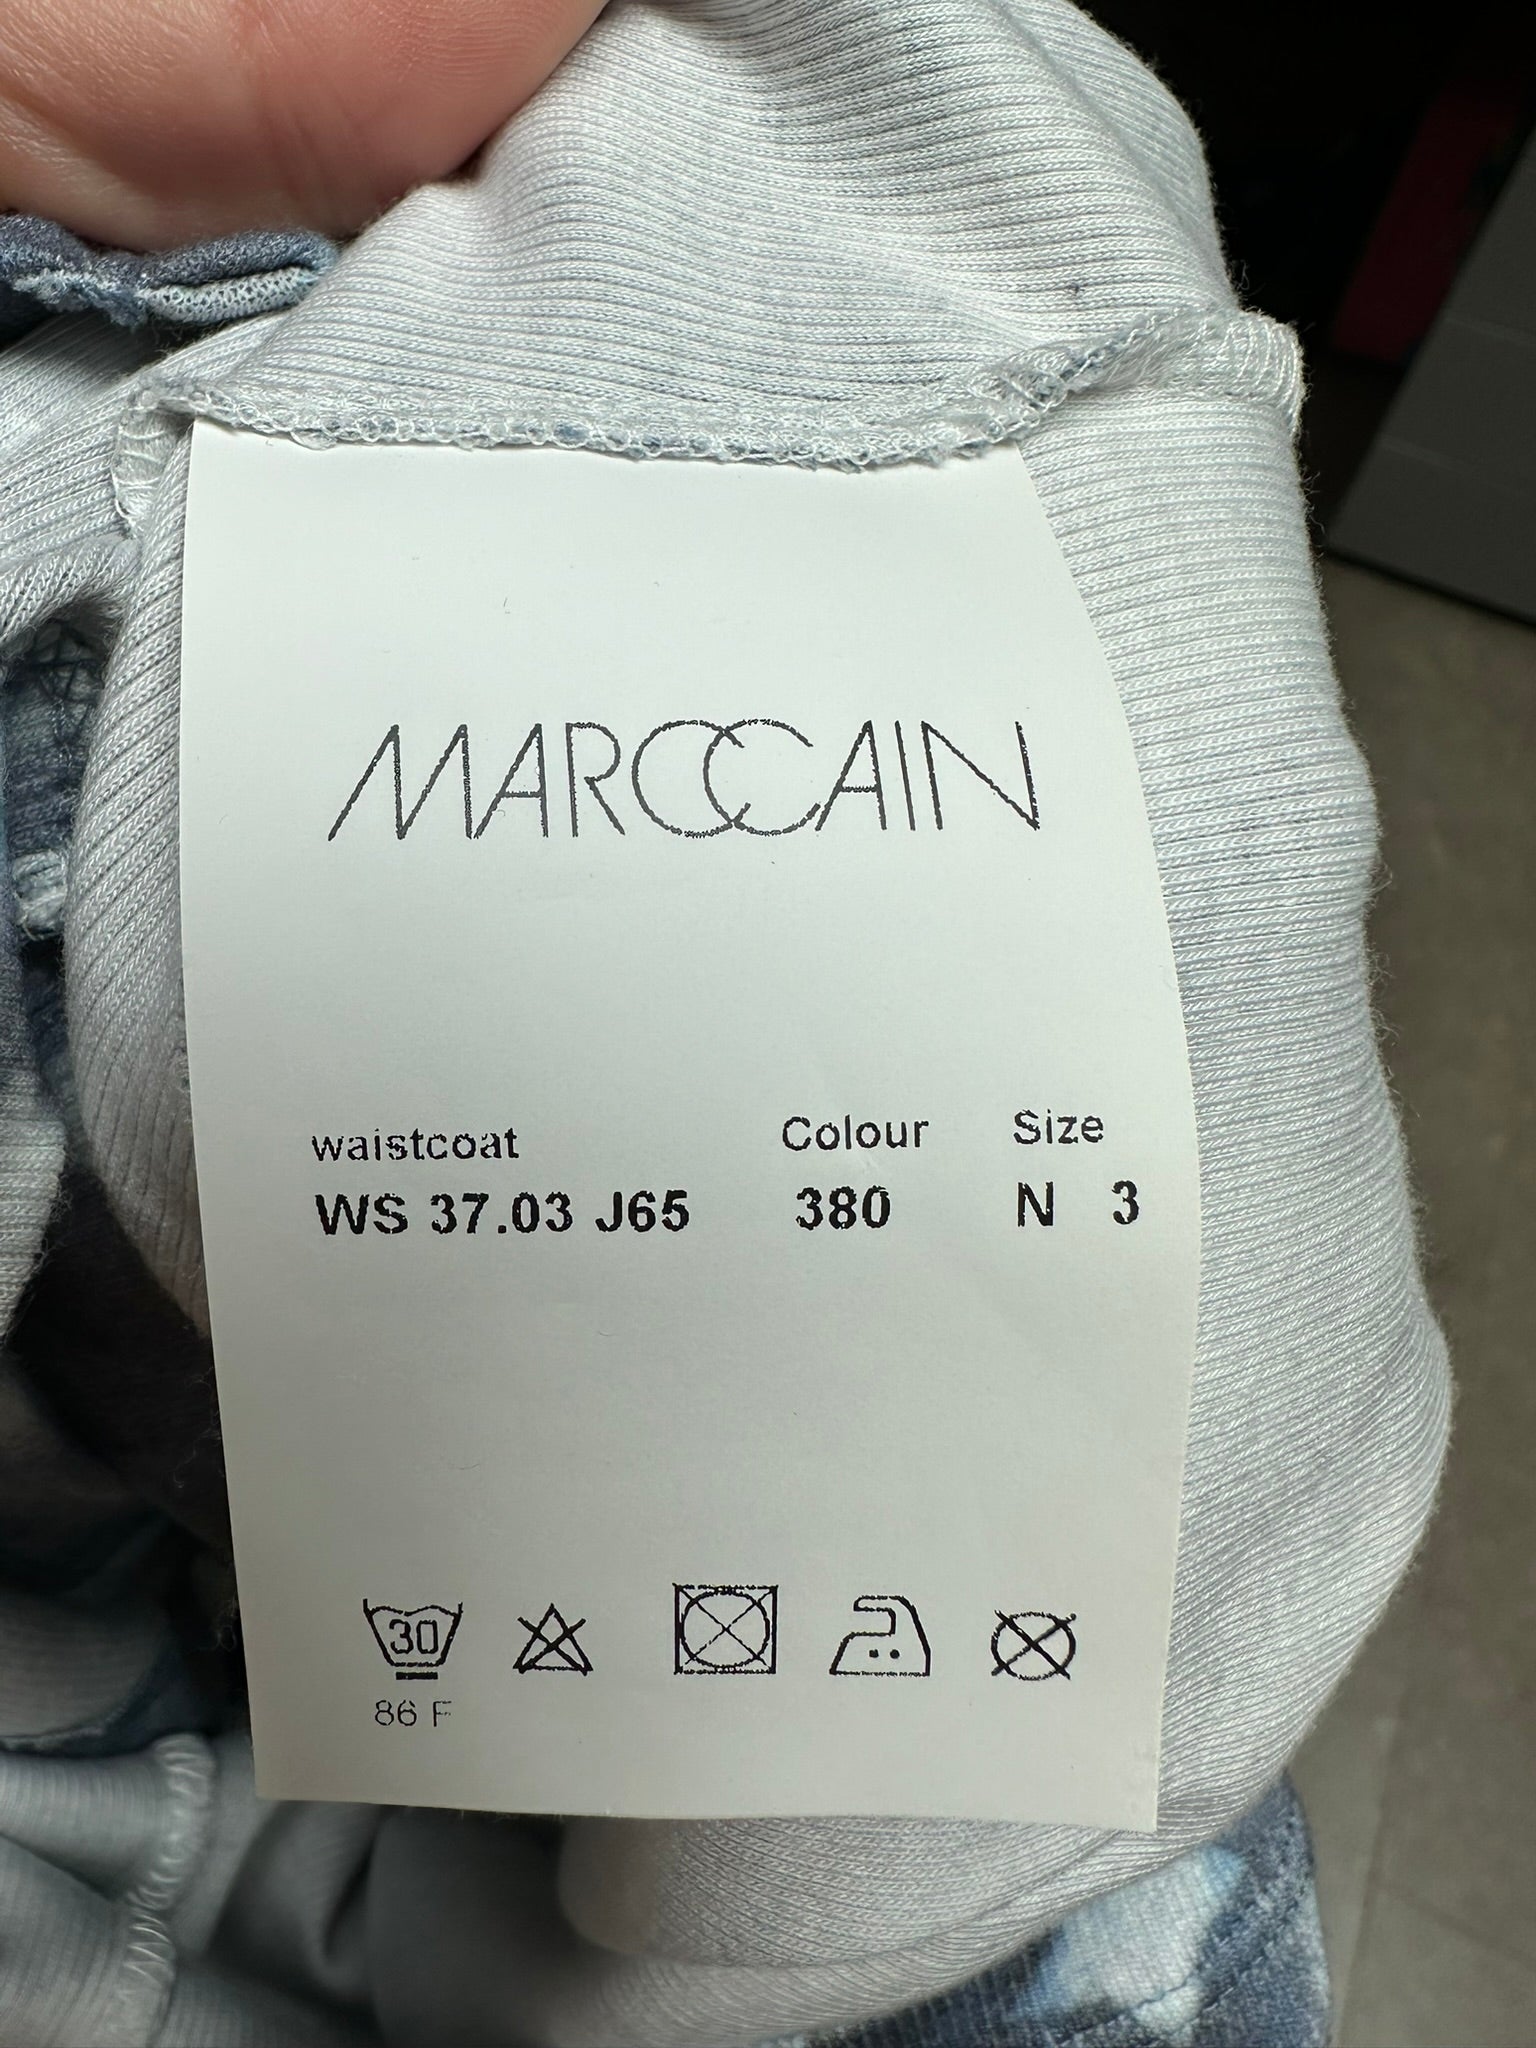 MARCCAIN
waistcoat Colour Size
WS 37.03 J65 380 N 3
30
86 F